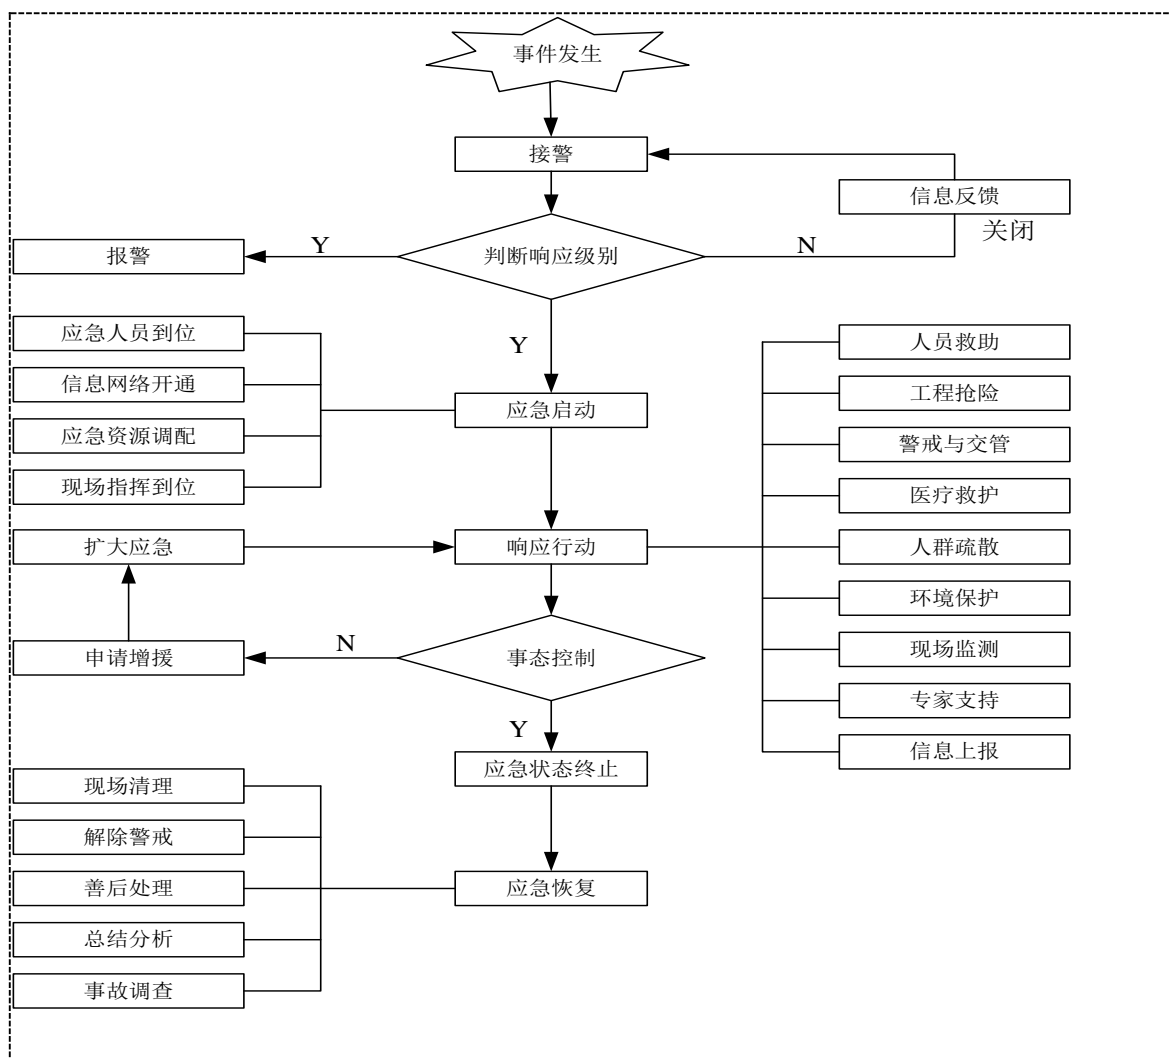 事件发生
接警
信息反馈
关闭
报警
Y
判断响应级别
N
应急人员到位
信息网络开通
应急资源调配
现场指挥到位
Y
应急启动
人员救助
工程抢险
警戒与交管
医疗救护
人群疏散
环境保护
现场监测
专家支持
信息上报
扩大应急
响应行动
申请增援
N
事态控制
Y
应急状态终止
现场清理
解除警戒
善后处理
总结分析
事故调查
应急恢复